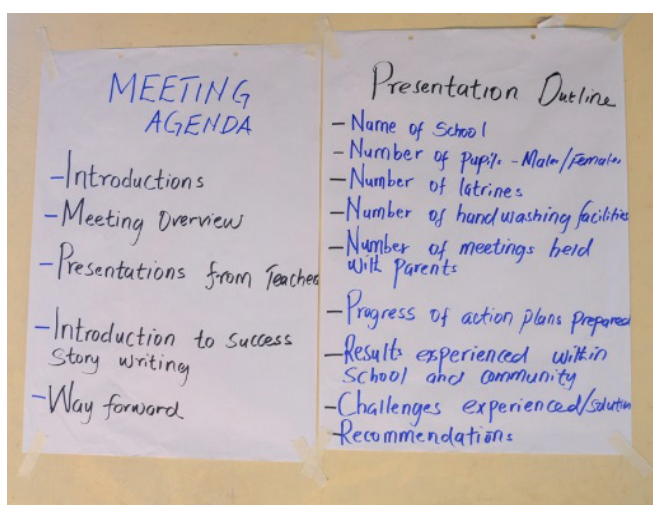 MEETING
AGENDA
-Introductions
-Meeting Overview
-Presentations from Teacher
-Introduction to success
Story writing
-Way forward
Presentation Outline
- Name of School
- Number of pupils - Male/Females
- Number of latrines
- Number of handwashing facilities
- Number of meetings held
with parents
- Progress of action plans prepared
- Results experienced within
School and community
- Challenges experienced/solution
- Recommendations